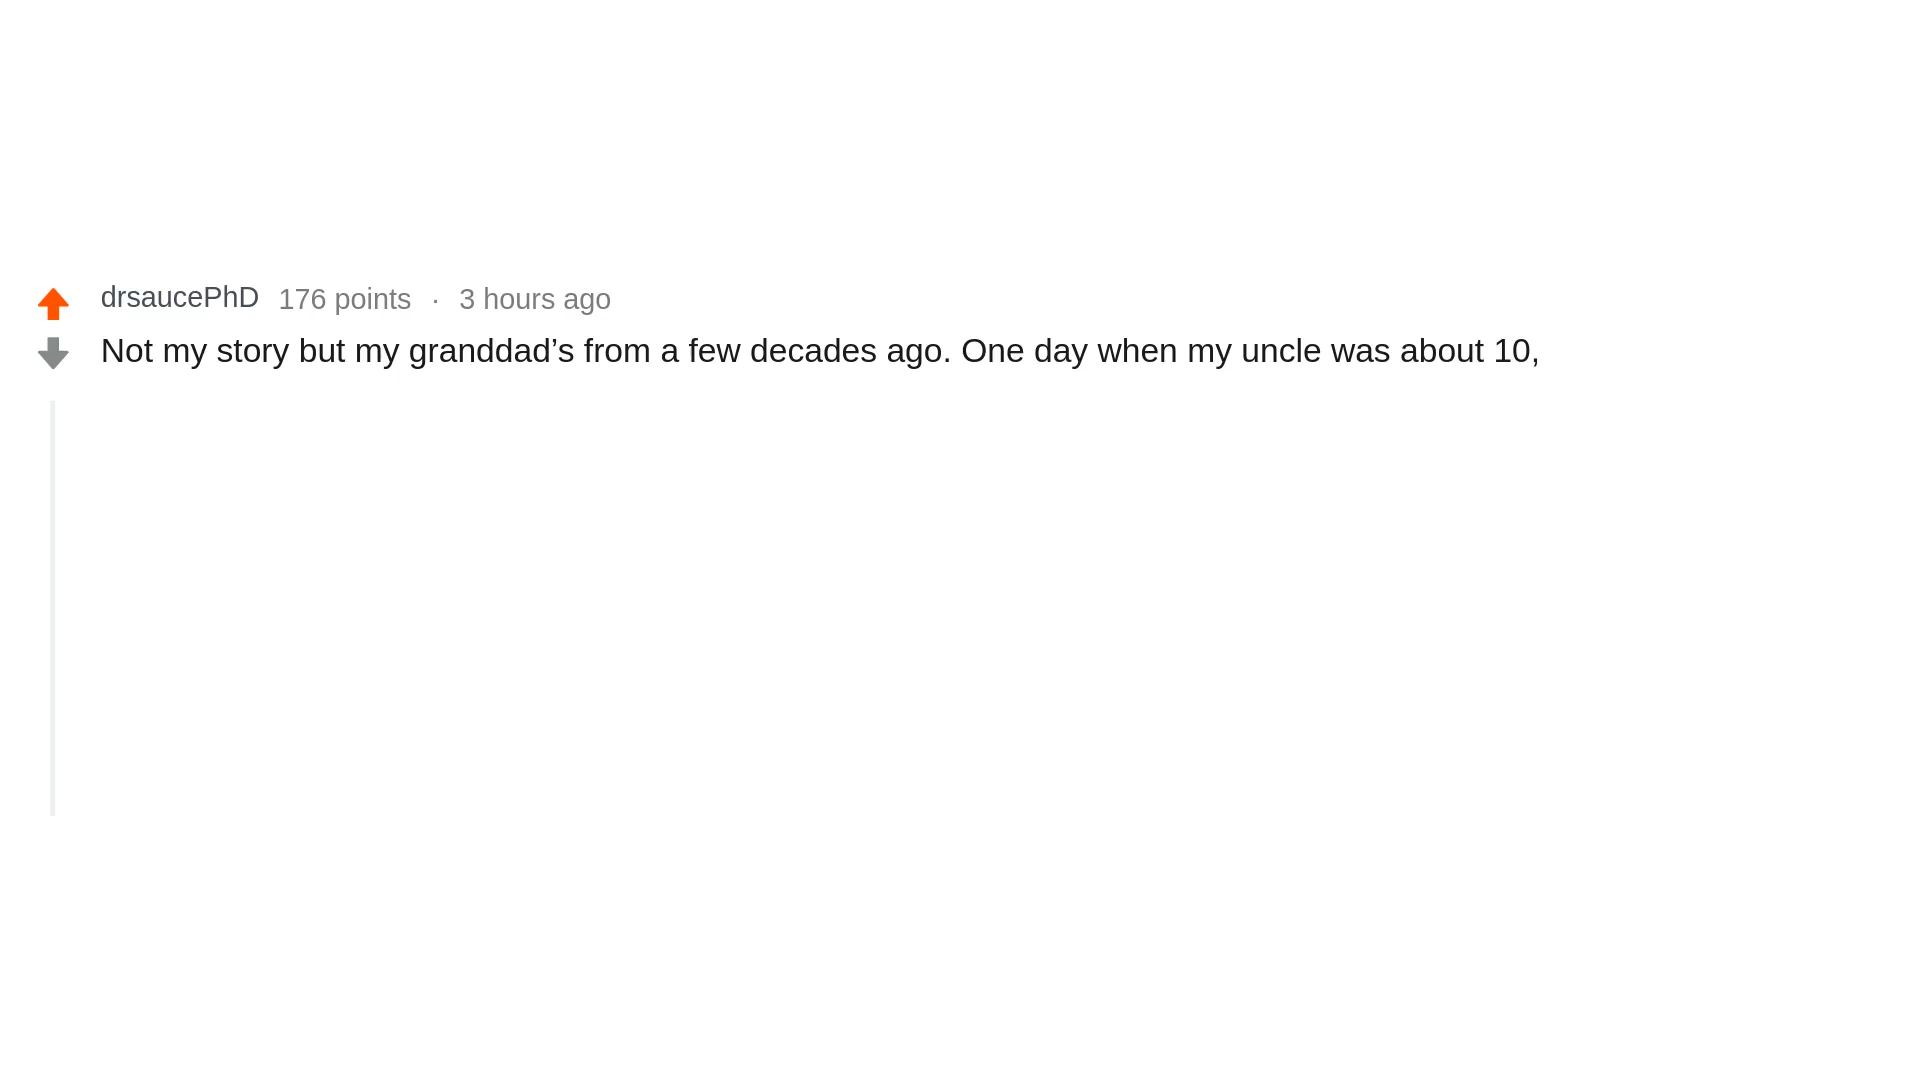 drsaucePhD 176 points · 3 hours ago
Not my story but my granddad’s from a few decades ago. One day when my uncle was about 10,